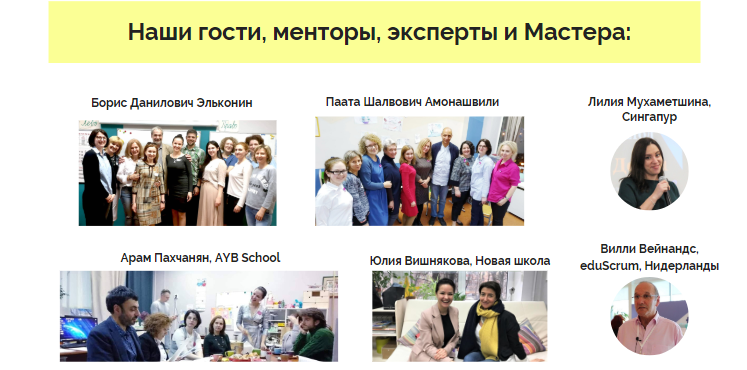 Наши гости, менторы, эксперты и Мастера:
Борис Данилович Эльконин
Паата Шалвович Амонашвили
Лилия Мухаметшина,
Сингапур
Арам Пахчанян, AYB School
Юлия Вишнякова, Новая школа
Вилли Вейнандс,
eduScrum, Нидерланды